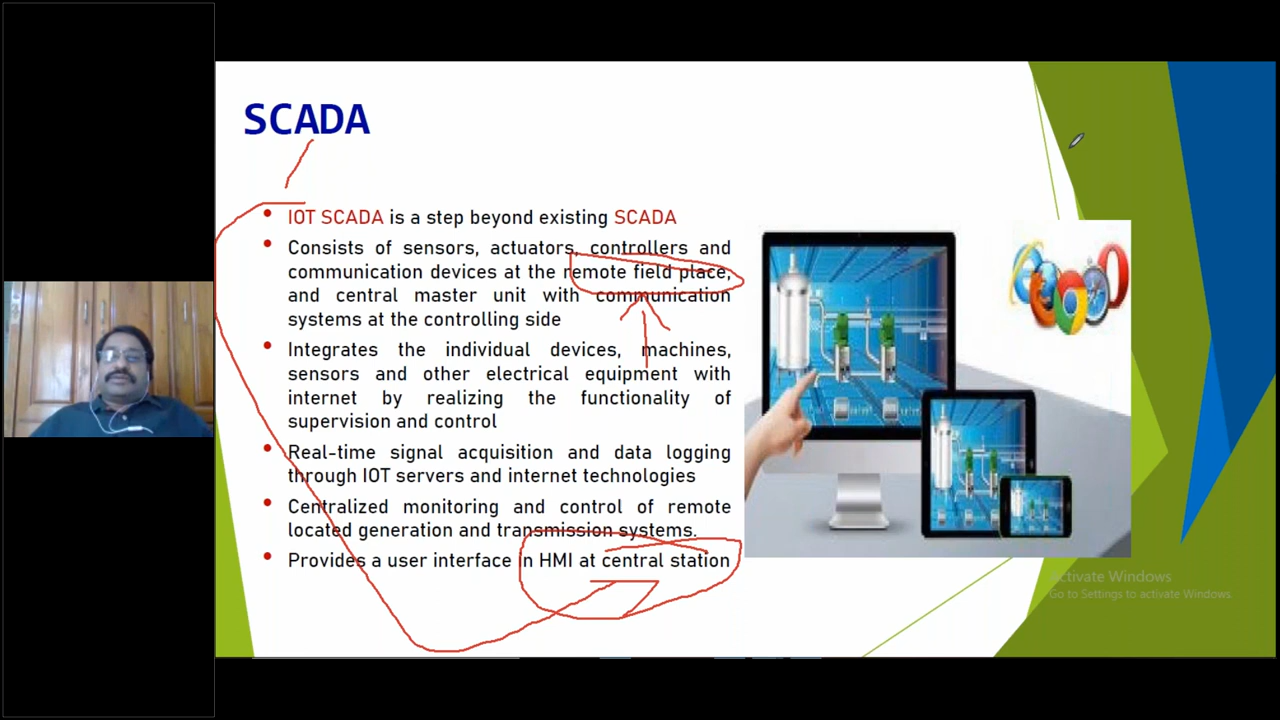 SCADA
• IOT SCADA is a step beyond existing SCADA
• Consists of sensors, actuators, controllers and
communication devices at the remote field place,
and central master unit with communication
systems at the controlling side
• Integrates the individual devices, machines,
sensors and other electrical equipment with
internet by realizing the functionality of
supervision and control
• Real-time signal acquisition and data logging
through IOT servers and internet technologies
• Centralized monitoring and control of remote
located generation and transmission systems.
• Provides a user interface in HMI at central station
Activate Windows
Go to Settings to activate Windows.